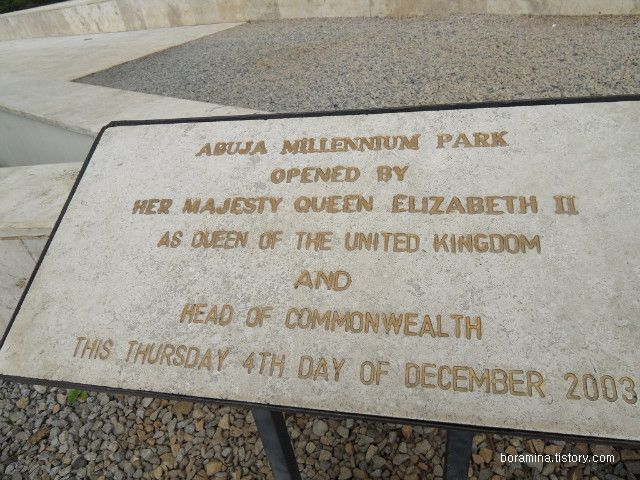 ABUJA MILLENNIUM PARK
OPENED BY
HER MAJESTY QUEEN ELIZABETH II
AS QUEEN OF THE UNITED KINGDOM
AND
HEAD OF COMMONWEALTH
THIS THURSDAY 4TH DAY OF DECEMBER 2003
boramina.tistory.com